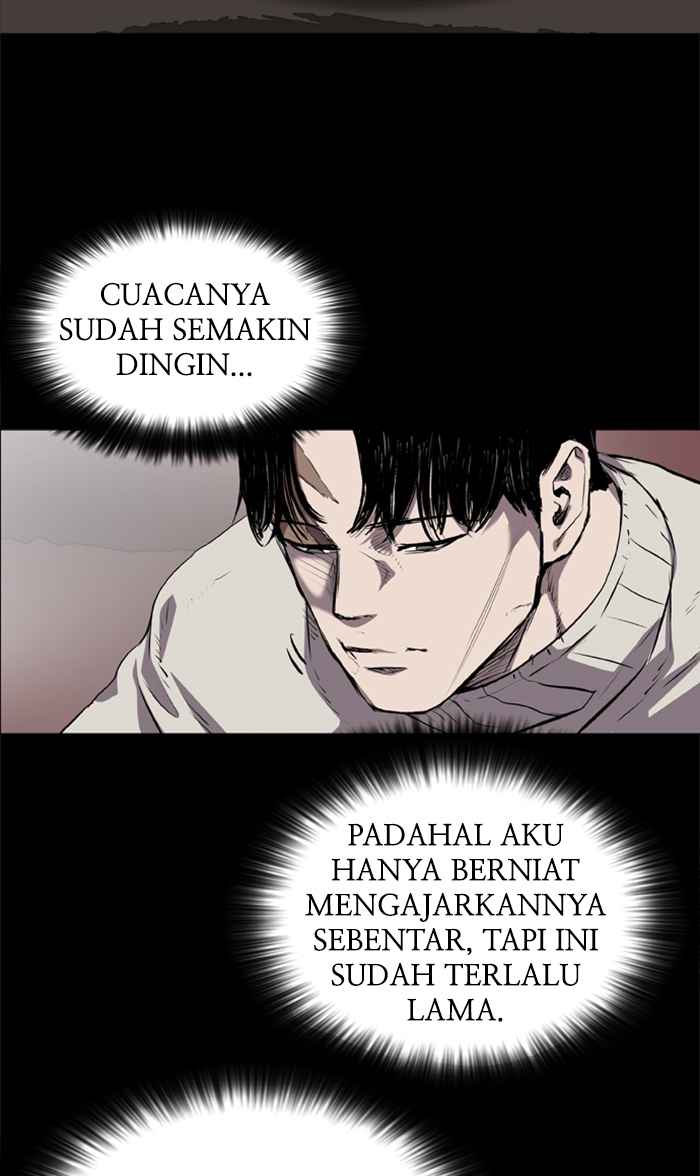 CUACANYA
SUDAH SEMAKIN
DINGIN...
PADAHAL AKU
HANYA BERNIAT
MENGAJARKANNYA
SEBENTAR, TAPI INI
SUDAH TERLALU
LAMA.